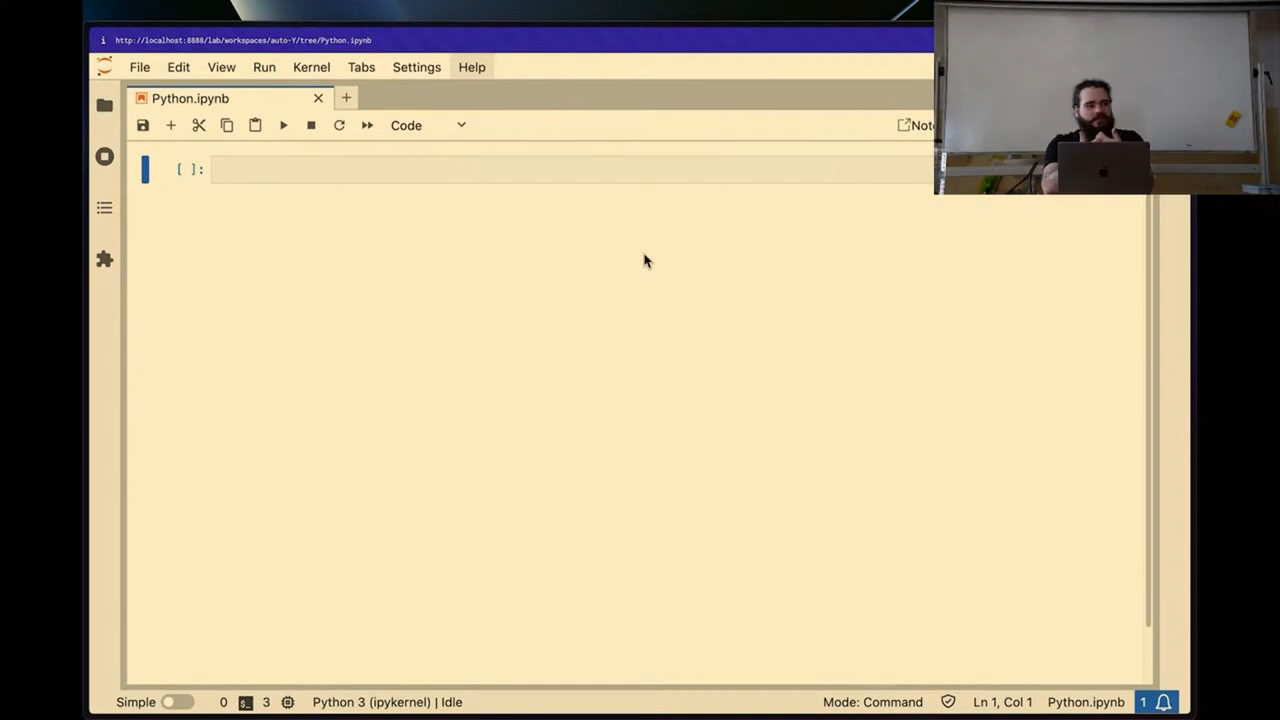 i http://localhost:8888/lab/workspaces/auto-Y/tree/Python.ipynb
File Edit View Run Kernel Tabs Settings Help
Python.ipynb
Code
Note
[ ]:
Simple 0 3 Python 3 (ipykernel) | Idle Mode: Command Ln 1, Col 1 Python.ipynb 1